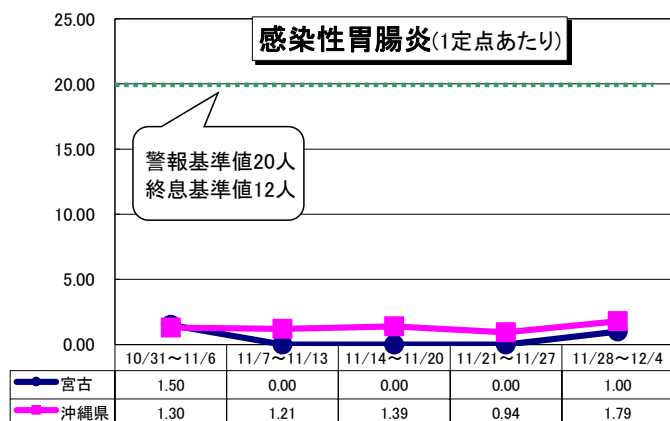 感染性胃腸炎(1定点あたり)
25.00
20.00
15.00
10.00
5.00
0.00
警報基準値20人
終息基準値12人
10/31～11/6 11/7～11/13 11/14～11/20 11/21～11/27 11/28～12/4
宮古 1.50 0.00 0.00 0.00 1.00
沖縄県 1.30 1.21 1.39 0.94 1.79